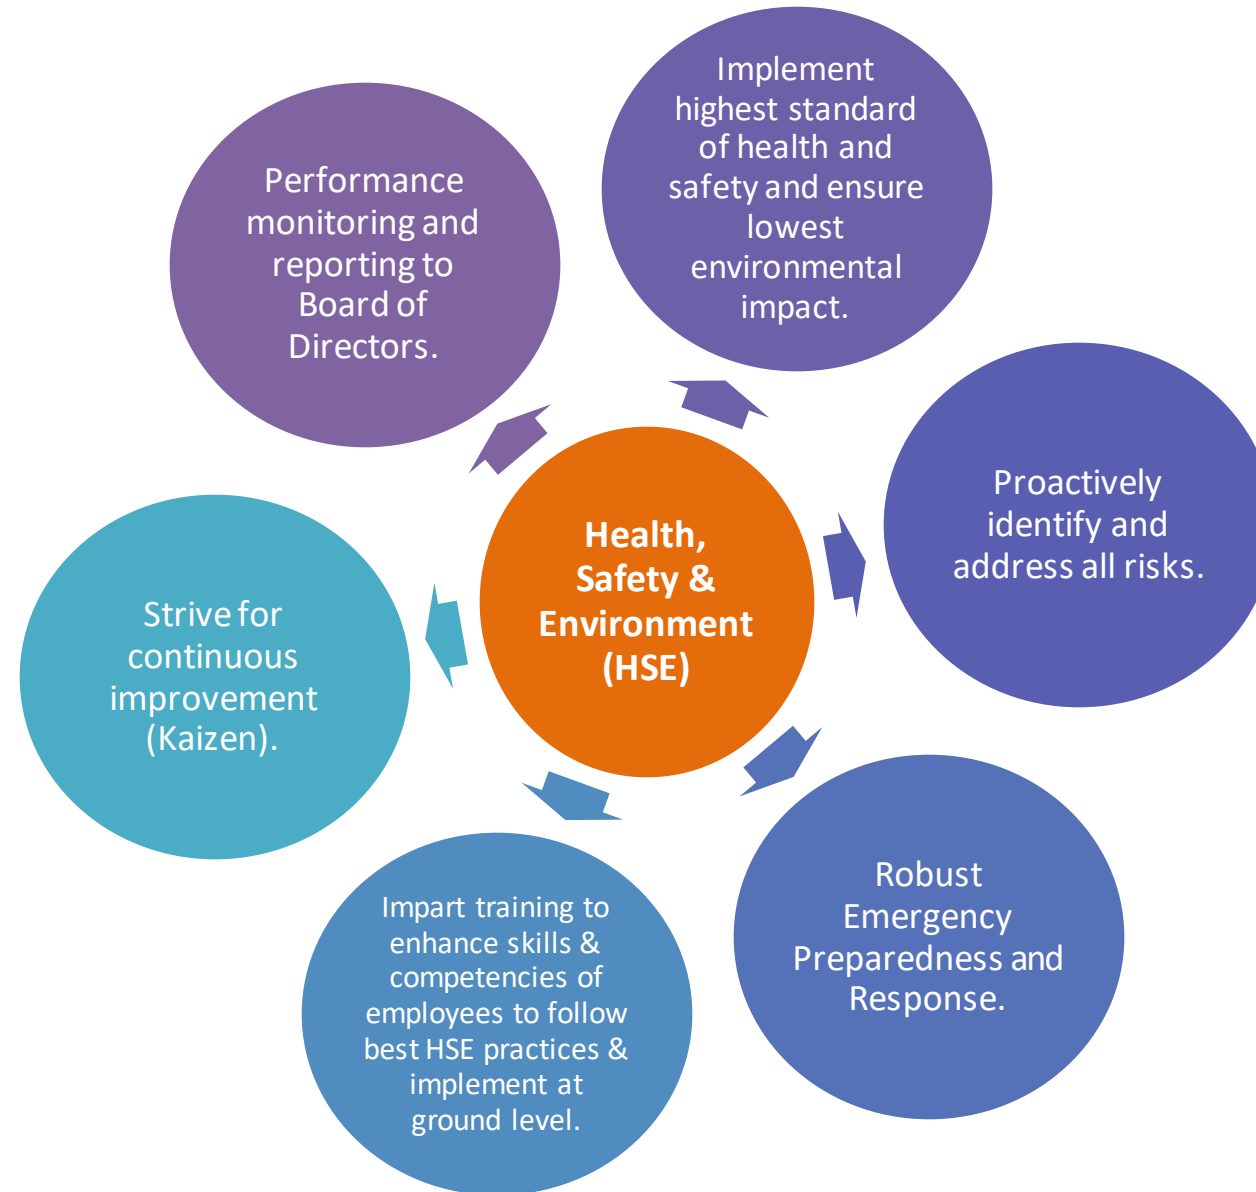 Implement
highest standard
of health and
safety and ensure
lowest
environmental
impact.
Performance
monitoring and
reporting to
Board of
Directors.
Proactively
identify and
address all risks.
Health,
Safety &
Environment
(HSE)
Strive for
continuous
improvement
(Kaizen).
Robust
Emergency
Preparedness and
Response.
Impart training to
enhance skills &
competencies of
employees to follow
best HSE practices &
implement at
ground level.